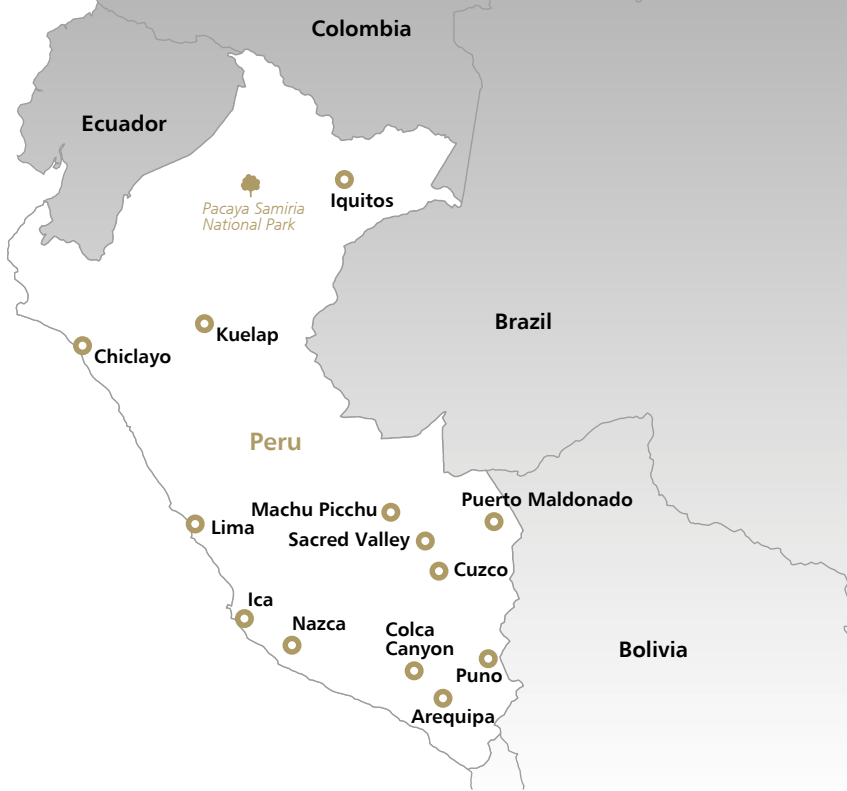 Colombia
Ecuador
Pacaya Samiria
National Park
Iquitos
Brazil
Kuelap
Chiclayo
Peru
Machu Picchu
Puerto Maldonado
Lima
Sacred Valley
Cuzco
Ica
Nazca
Colca
Canyon
Bolivia
Puno
Arequipa